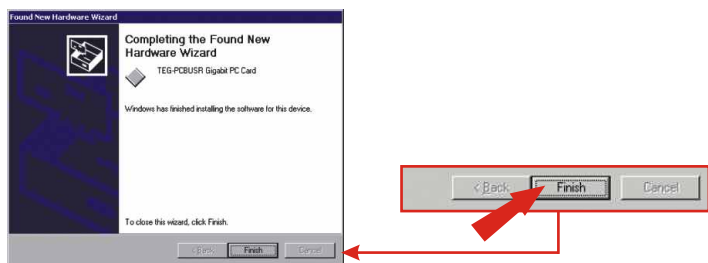 Found New Hardware Wizard
Completing the Found New
Hardware Wizard
TEG-PCBUSR Gigabit PC Card
Windows has finished installing the software for this device.
To close this wizard, click Finish.
< Back
Finish
Cancel
< Back
Finish
Cancel